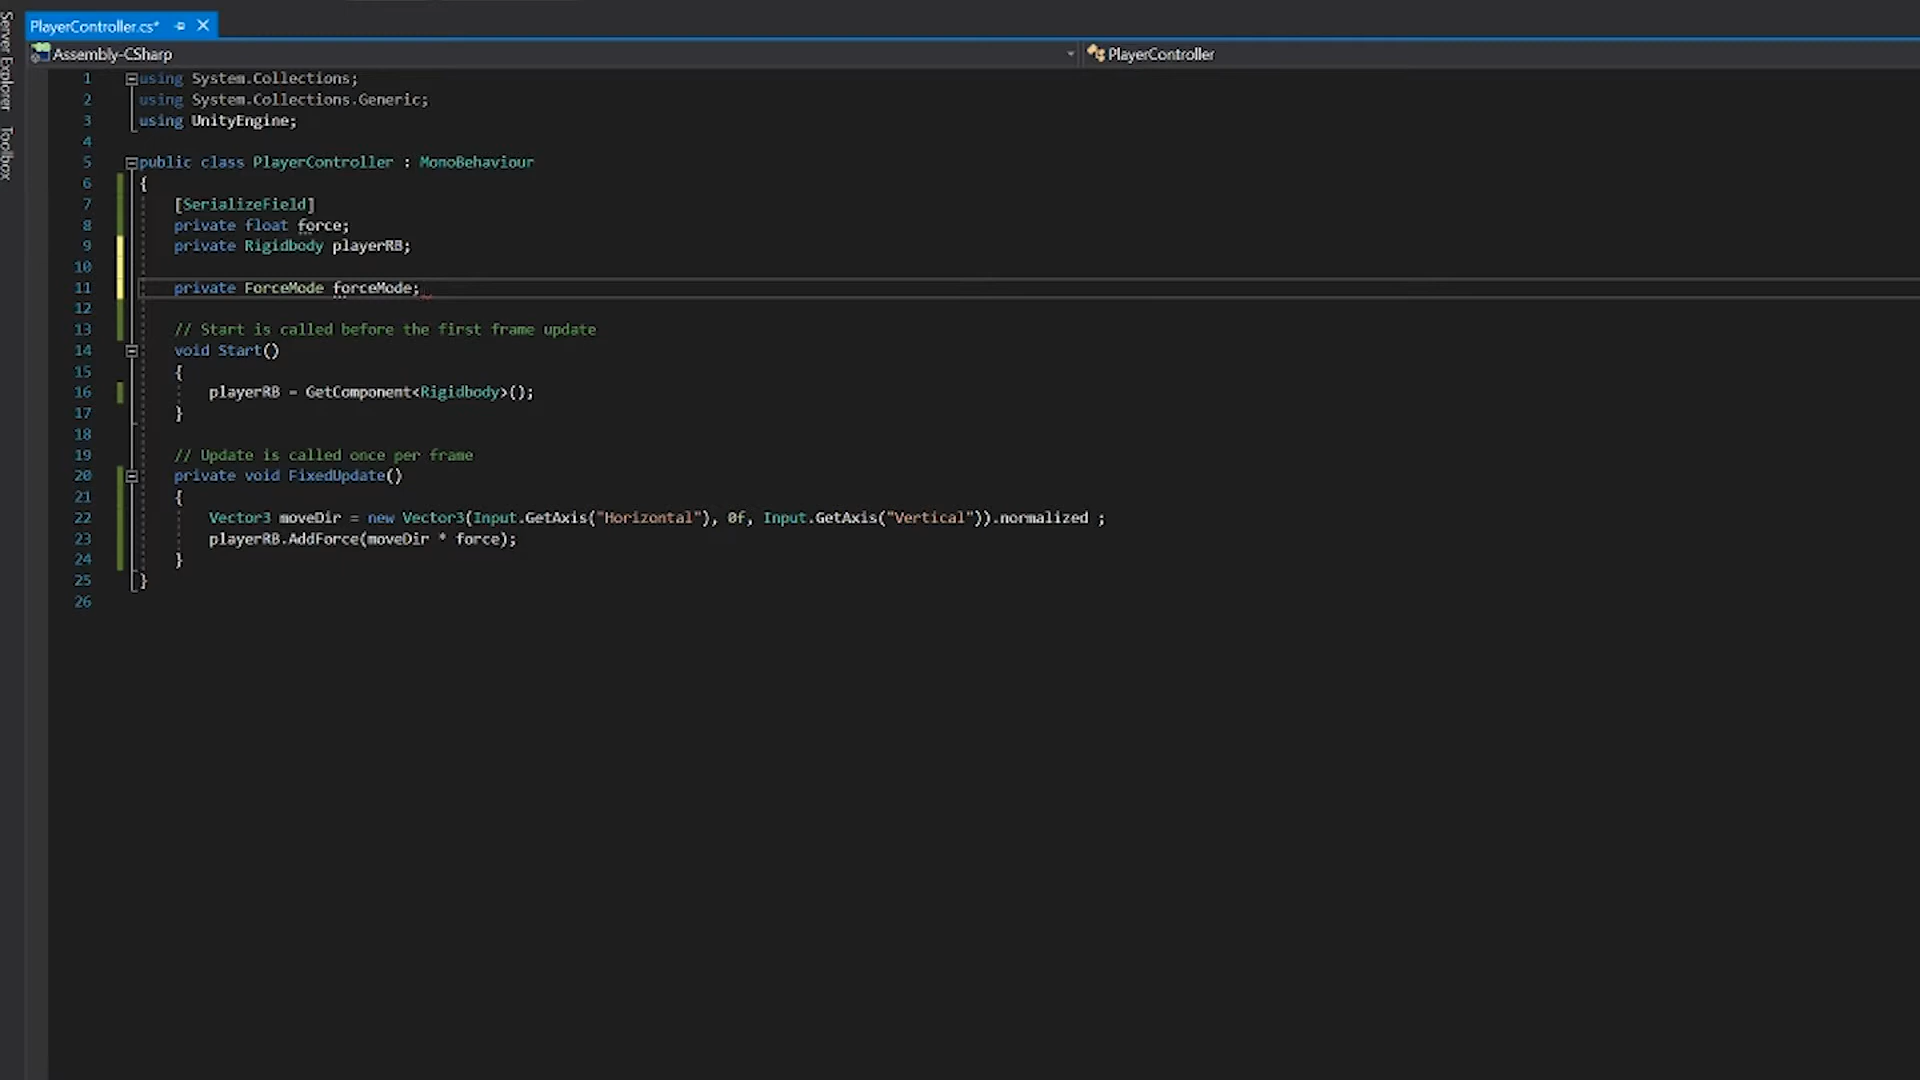 PlayerController.cs*
Server Explorer
Toolbox
Assembly-CSharp
PlayerController
1 using System.Collections;
2 using System.Collections.Generic;
3 using UnityEngine;
4
5 public class PlayerController : MonoBehaviour
6 {
7 [SerializeField]
8 private float force;
9 private Rigidbody playerRB;
10
11 private ForceMode forceMode;
12
13 // Start is called before the first frame update
14 void Start()
15 {
16 playerRB = GetComponent<Rigidbody>();
17 }
18
19 // Update is called once per frame
20 private void FixedUpdate()
21 {
22 Vector3 moveDir = new Vector3(Input.GetAxis("Horizontal"), 0f, Input.GetAxis("Vertical")).normalized ;
23 playerRB.AddForce(moveDir * force);
24 }
25 }
26